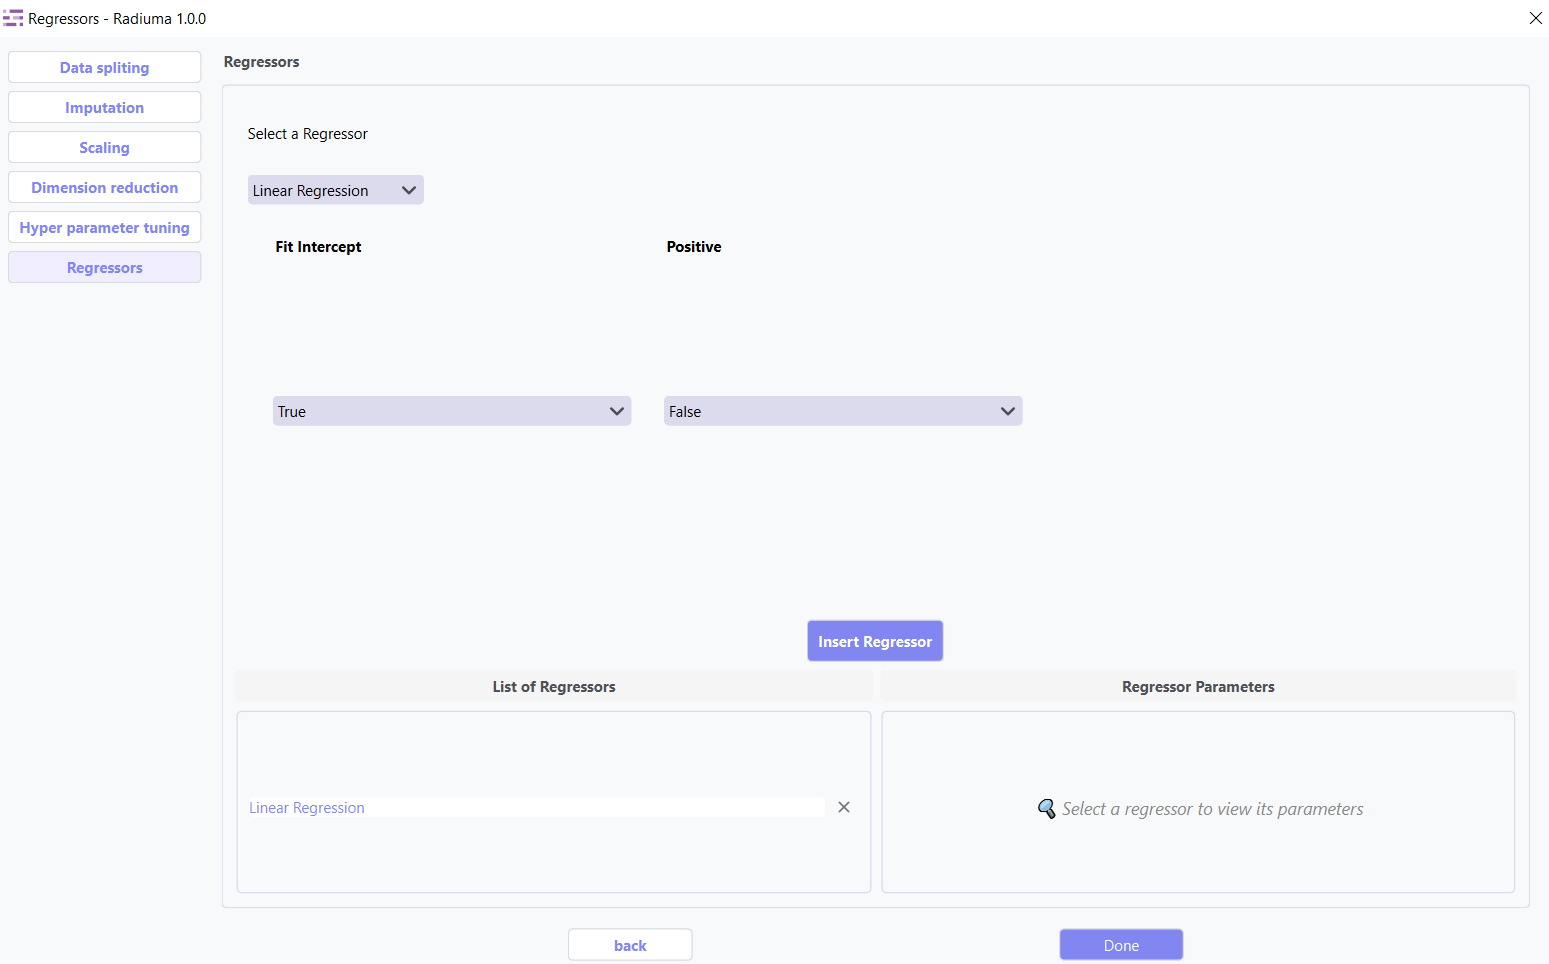 Regressors - Radiuma 1.0.0
Data spliting
Imputation
Scaling
Dimension reduction
Hyper parameter tuning
Regressors
Regressors
Select a Regressor
Linear Regression
Fit Intercept
Positive
True
False
Insert Regressor
List of Regressors
Regressor Parameters
Linear Regression
Select a regressor to view its parameters
back
Done